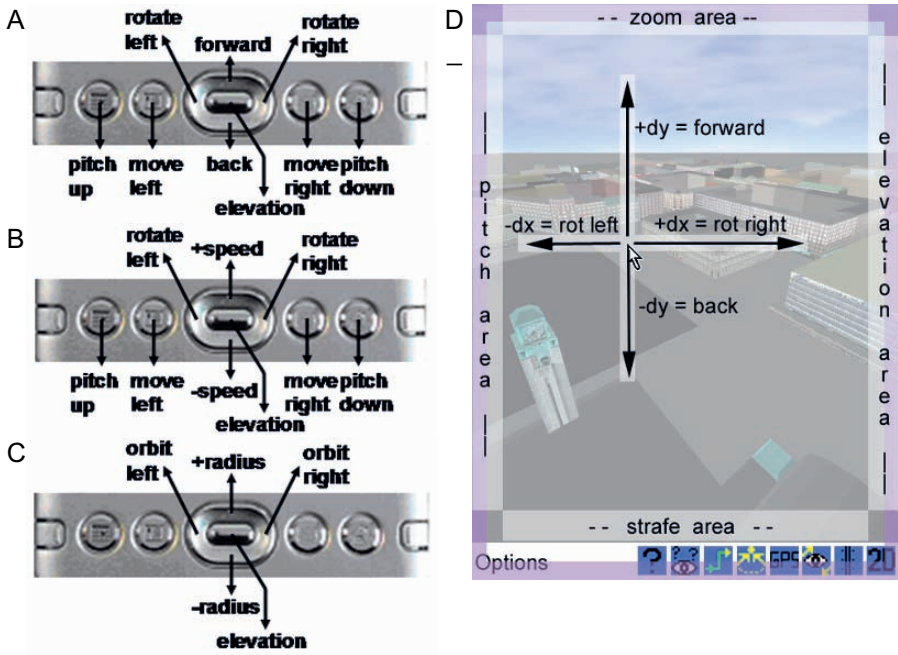 A
rotate
left
forward
rotate
right
pitch
up
move
left
back
move
right
pitch
down
elevation
B
rotate
left
+speed
rotate
right
pitch
up
move
left
-speed
move
right
pitch
down
elevation
C
orbit
left
+radius
orbit
right
-radius
elevation
D
-- zoom area --
| pitch area |
+dy = forward
-dx = rot left
+dx = rot right
-dy = back
|| elevation area ||
-- strafe area --
Options
? ?_? GPS 2D